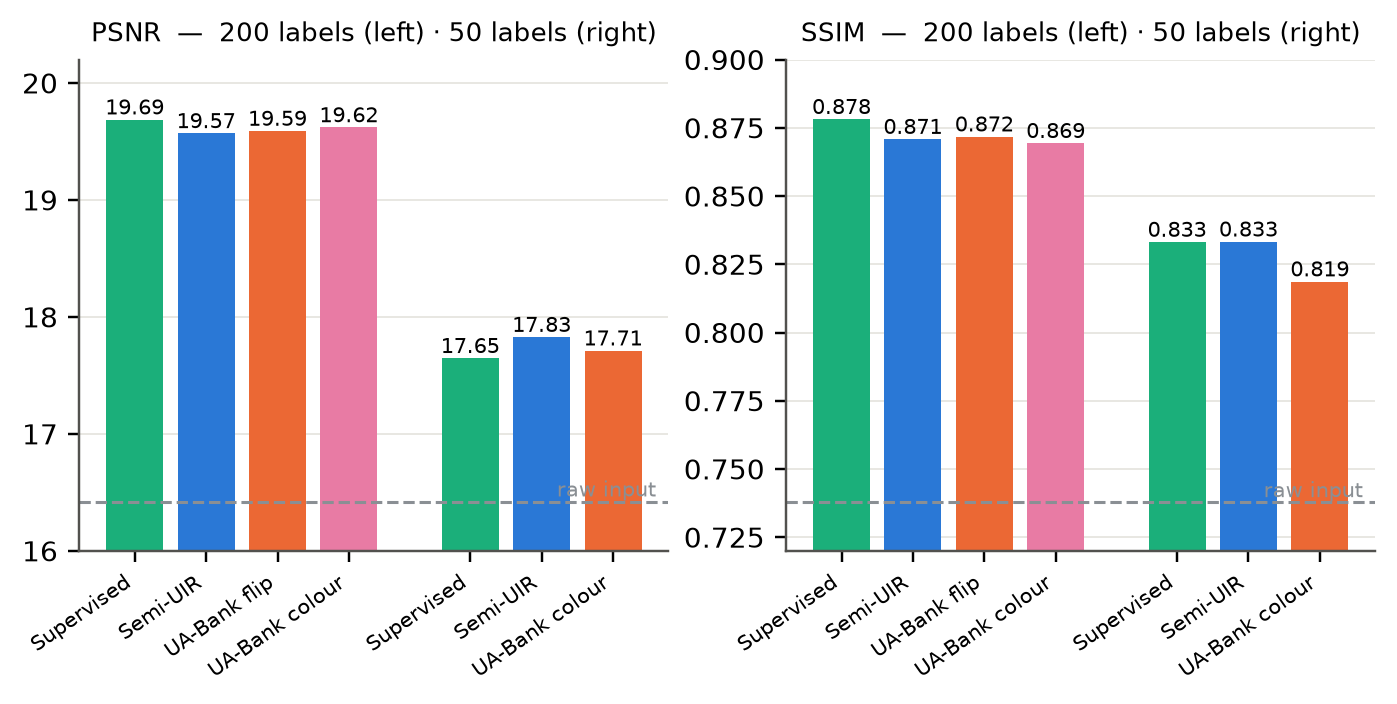 PSNR — 200 labels (left) · 50 labels (right)
20
19
18
17
16
19.69
19.57
19.59
19.62
17.65
17.83
17.71
raw input
Supervised
Semi-UIR
UA-Bank flip
UA-Bank colour
Supervised
Semi-UIR
UA-Bank colour
SSIM — 200 labels (left) · 50 labels (right)
0.900
0.875
0.850
0.825
0.800
0.775
0.750
0.725
0.878
0.871
0.872
0.869
0.833
0.833
0.819
raw input
Supervised
Semi-UIR
UA-Bank flip
UA-Bank colour
Supervised
Semi-UIR
UA-Bank colour